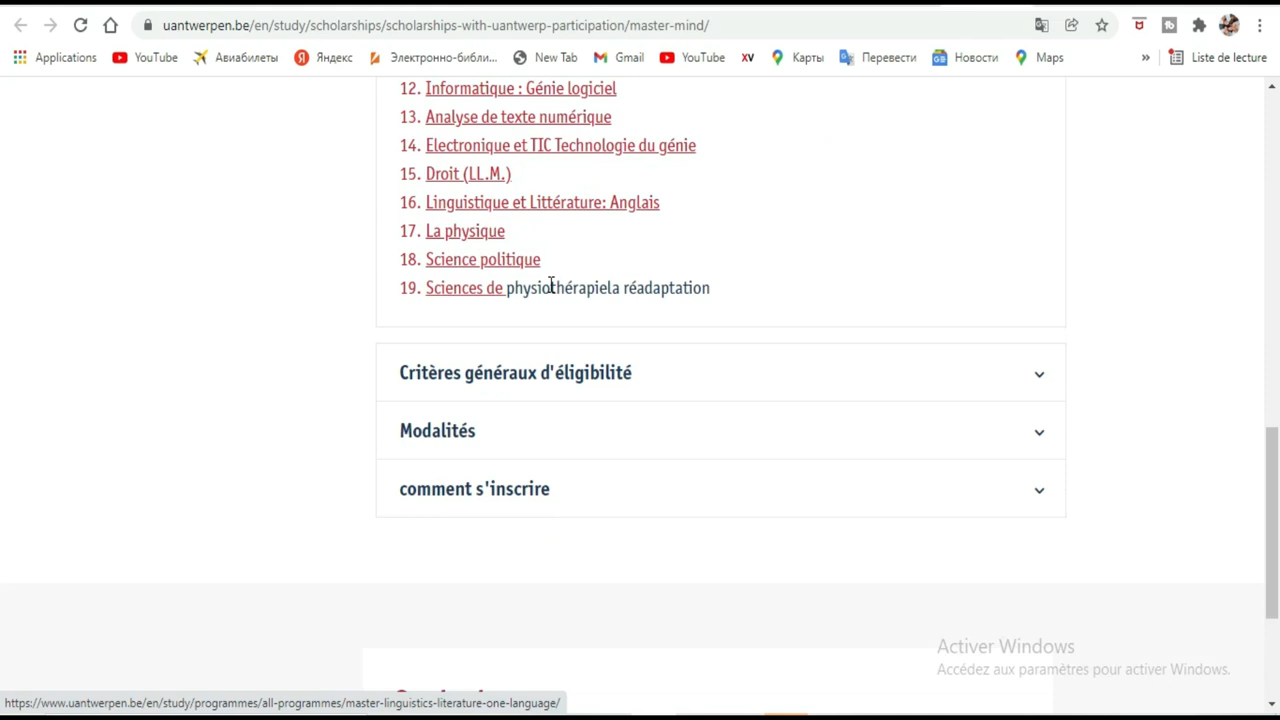 uantwerpen.be/en/study/scholarships/scholarships-with-uantwerp-participation/master-mind/
Applications YouTube Авиабилеты Яндекс Электронно-библи... New Tab Gmail YouTube XV Карты Перевести Новости Maps » Liste de lecture
12. Informatique : Génie logiciel
13. Analyse de texte numérique
14. Electronique et TIC Technologie du génie
15. Droit (LL.M.)
16. Linguistique et Littérature: Anglais
17. La physique
18. Science politique
19. Sciences de physiothérapiela réadaptation
Critères généraux d'éligibilité
Modalités
comment s'inscrire
Activer Windows
Accédez aux paramètres pour activer Windows.
https://www.uantwerpen.be/en/study/programmes/all-programmes/master-linguistics-literature-one-language/